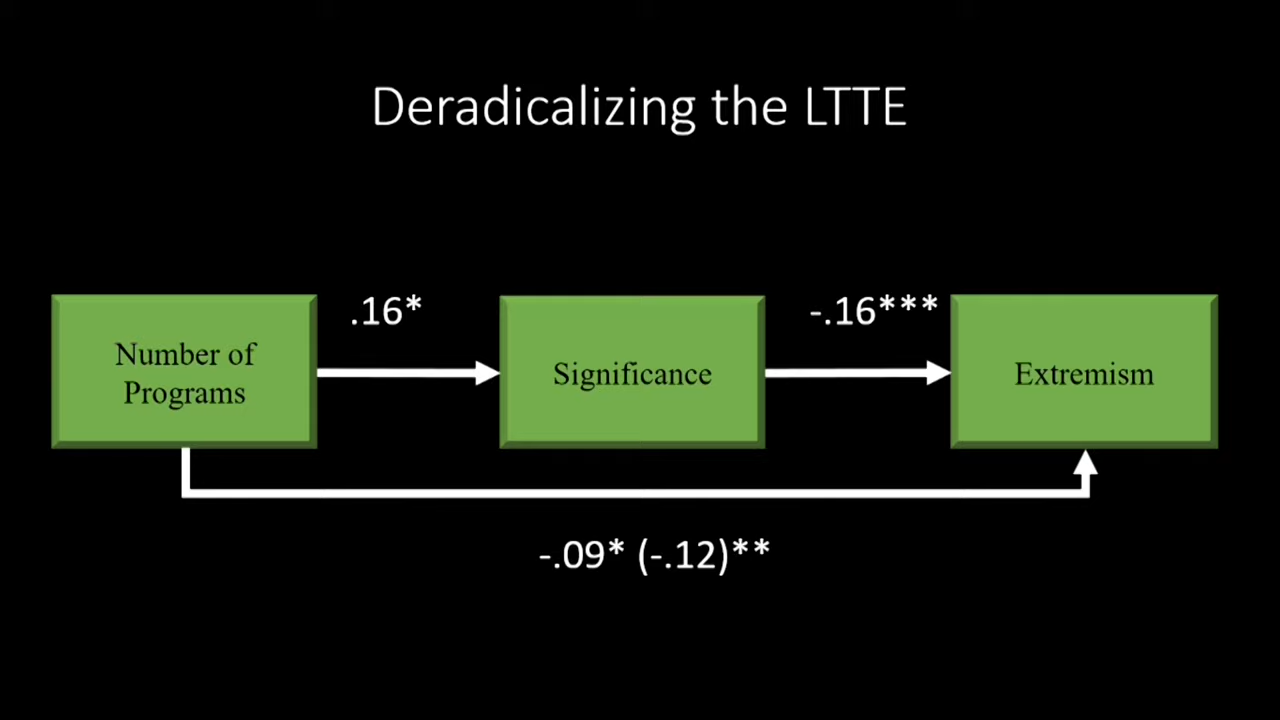 Deradicalizing the LTTE
.16*
-.16***
Number of
Programs
Significance
Extremism
-.09* (-.12)**